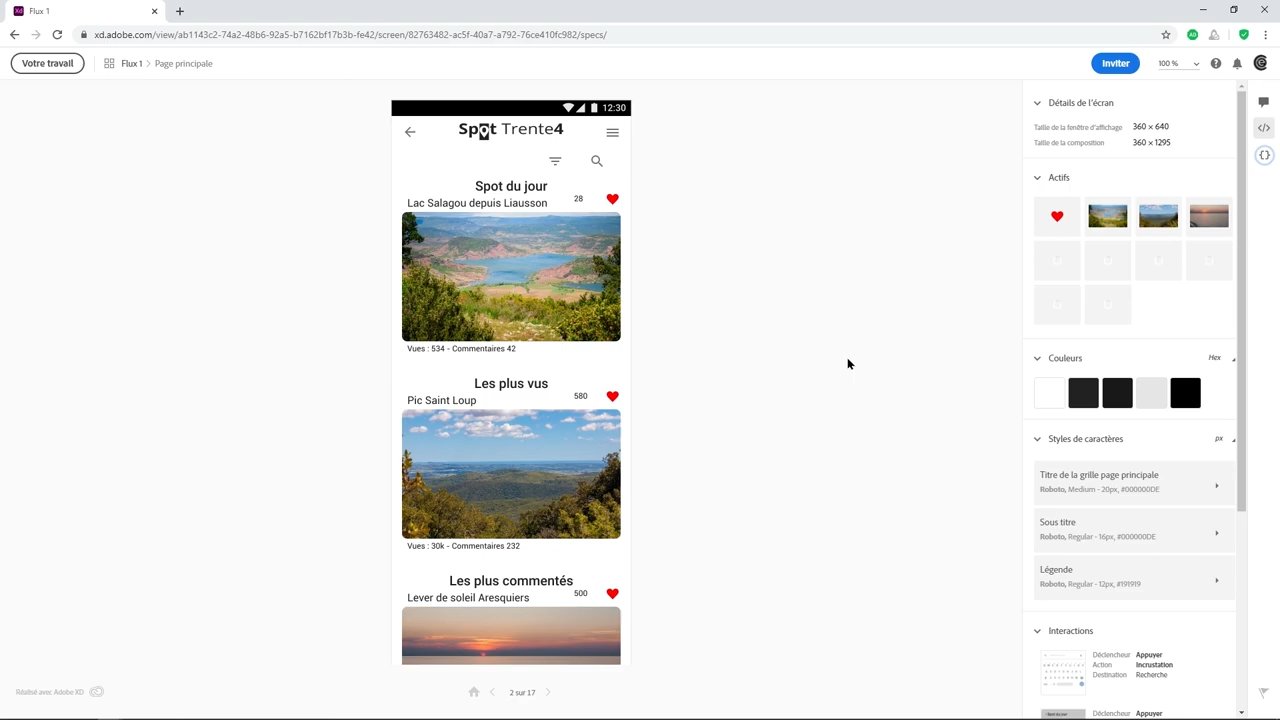 Flux 1
xd.adobe.com/view/ab1143c2-74a2-48b6-92a5-b7162bf17b3b-fe42/screen/82763482-ac5f-40a7-a792-76ce410fc982/specs/
Votre travail
Flux 1 > Page principale
Inviter
100 %
12:30
Spot Trente4
Spot du jour
Lac Salagou depuis Liausson
28
Vues : 534 - Commentaires 42
Les plus vus
Pic Saint Loup
580
Vues : 30k - Commentaires 232
Les plus commentés
Lever de soleil Aresquiers
500
Réalisé avec Adobe XD
2 sur 17
Détails de l'écran
Taille de la fenêtre d'affichage 360 × 640
Taille de la composition 360 × 1295
Actifs
Couleurs Hex
Styles de caractères px
Titre de la grille page principale
Roboto, Medium - 20px, #000000DE
Sous titre
Roboto, Regular - 16px, #000000DE
Légende
Roboto, Regular - 12px, #191919
Interactions
Déclencheur Appuyer
Action Incrustation
Destination Recherche
Déclencheur Appuyer